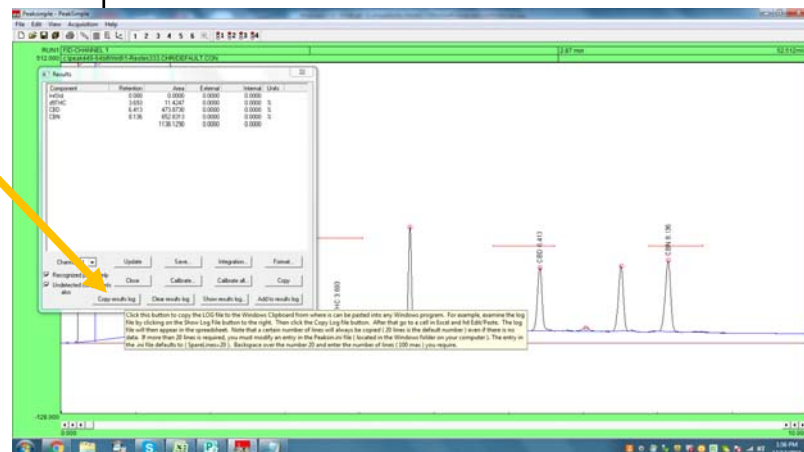 Peaksimple - PeakSimple
File Edit View Acquisition Help
1 2 3 4 5 6
RUN1 FID-CHANNEL 1 2.87 min 52.512mv
512.000
Results
Component Retention Area External Internal Units
0.000 0.0000 0.0000 0.0000
d9THC 3.693 11.4247 0.0000 0.0000 %
CBD 6.413 473.8730 0.0000 0.0000 %
CBN 8.136 652.8313 0.0000 0.0000 %
1138.1290 0.0000 0.0000
Channel
Update Save... Integration... Format...
Recognized only
Close Calibrate... Calibrate all... Copy
Undetected
also
Copy results log Clear results log Show results log... Add to results log
HC 3.693
CBD 6.413
CBN 8.136
Click this button to copy the LOG file to the Windows Clipboard from where is can be pasted into any Windows program. For example, examine the log
file by clicking on the Show Log File button to the right. Then click the Copy Log file button. After that go to a cell in Excel and hit Edit/Paste. The log
file will then appear in the spreadsheet. Note that a certain number of lines will always be copied ( 20 lines is the default number ) even if there is no
data. If more than 20 lines is required, you must modify an entry in the Peaksim.ini file ( located in the Windows folder on your computer ). The entry in
the .ini file defaults to ( SpareLines=20 ). Backspace over the number 20 and enter the number of lines ( 100 max ) you require.
-128.000
0.000
3:36 PM